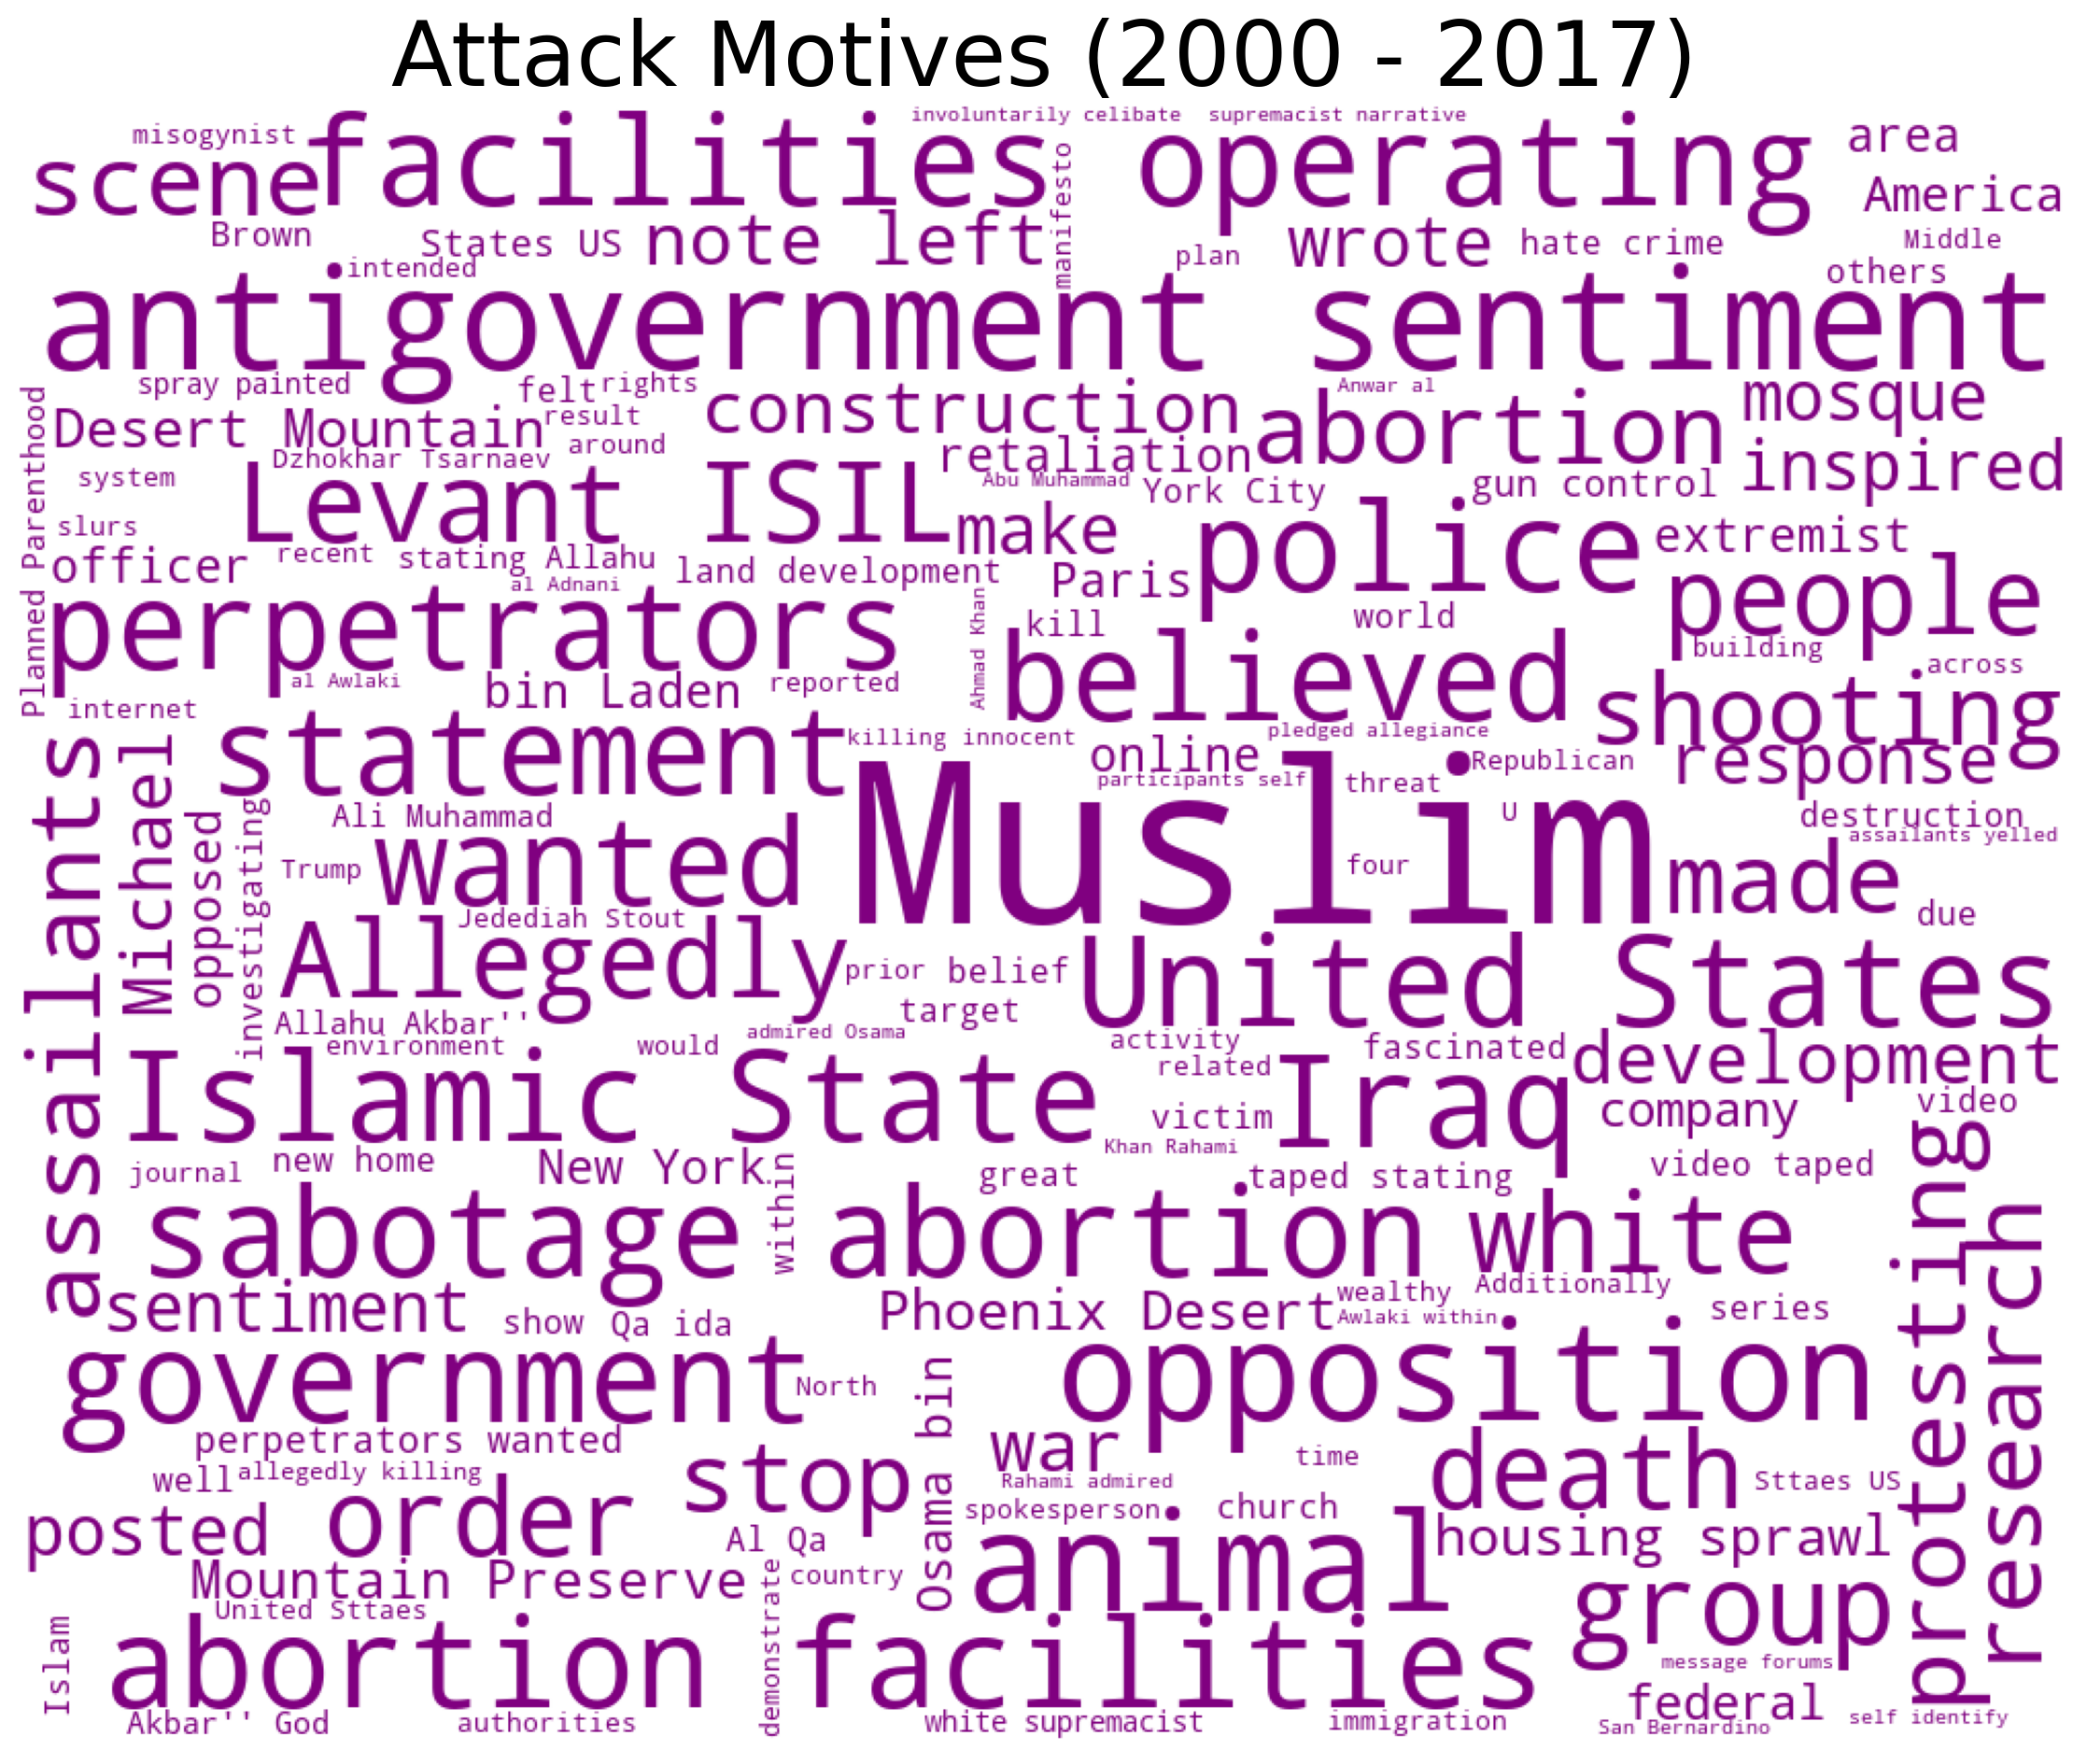 Attack Motives (2000 - 2017)
involuntarily celibate
supremacist narrative
misogynist
facilities
operating
area
scene
manifesto
America
Brown
States US
note left
wrote
hate crime
Middle
plan
intended
others
antigovernment sentiment
spray painted
felt
rights
Anwar al
mosque
Planned Parenthood
Desert Mountain
result
construction
abortion
around
retaliation
inspired
Dzhokhar Tsarnaev
system
Levant ISIL
Abu Muhammad
York City
gun control
slurs
make
police
extremist
officer
recent
stating Allahu
land development
Paris
people
al Adnani
perpetrators
Ahmad Khan
kill
world
believed
building
across
al Awlaki
bin Laden
reported
shooting
internet
statement
killing innocent
online
pledged allegiance
response
assailants
Michael
participants self
threat
Republican
Muslim
opposed
investigating
Ali Muhammad
U
destruction
assailants yelled
wanted
Trump
four
made
Jedediah Stout
due
Allegedly
prior
belief
United States
target
Allahu Akbar''
environment
would
admired Osama
activity
fascinated
development
related
Islamic State
Iraq
victim
company
video
Khan Rahami
protesting
research
journal
new home
New York
within
great
taped stating
video taped
sabotage
abortion
white
sentiment
show
Qa ida
Phoenix Desert
wealthy
Additionally
Awlaki within
series
government
North
Osama bin
opposition
perpetrators wanted
war
time
death
well
allegedly killing
stop
Rahami admired
Sttaes US
posted
order
spokesperson
church
Al Qa
animal
housing sprawl
Mountain Preserve
demonstrate
country
group
United Sttaes
Islam
abortion facilities
message forums
federal
Akbar'' God
authorities
white supremacist
immigration
San Bernardino
self identify